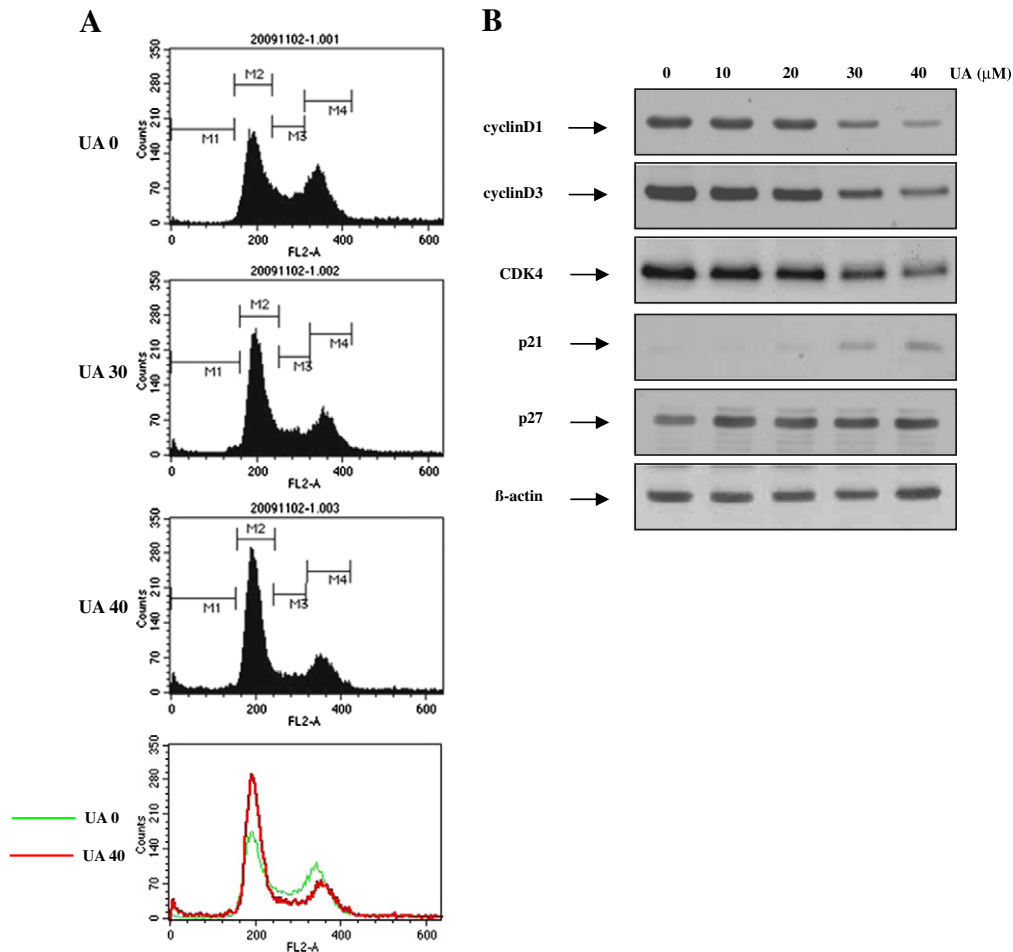 A
B
20091102-1.001
UA 0
Counts
350
280
210
140
70
0
M1
M2
M3
M4
0 200 400 600
FL2-A
20091102-1.002
UA 30
Counts
350
280
210
140
70
0
M1
M2
M3
M4
0 200 400 600
FL2-A
20091102-1.003
UA 40
Counts
350
280
210
140
70
0
M1
M2
M3
M4
0 200 400 600
FL2-A
UA 0
UA 40
Counts
350
280
210
140
70
0
0 200 400 600
FL2-A
0 10 20 30 40 UA (μM)
cyclinD1
cyclinD3
CDK4
p21
p27
ß-actin